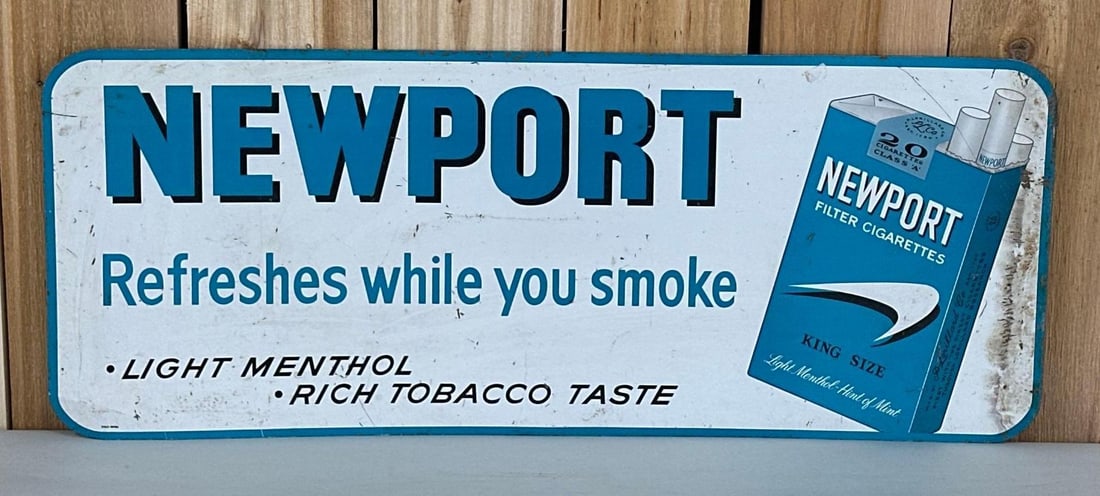 NEWPORT
Refreshes while you smoke
• LIGHT MENTHOL
• RICH TOBACCO TASTE
20
CIGARETTES
CLASS 'A'
NEWPORT
NEWPORT
FILTER CIGARETTES
KING SIZE
Light Menthol-Hint of Mint